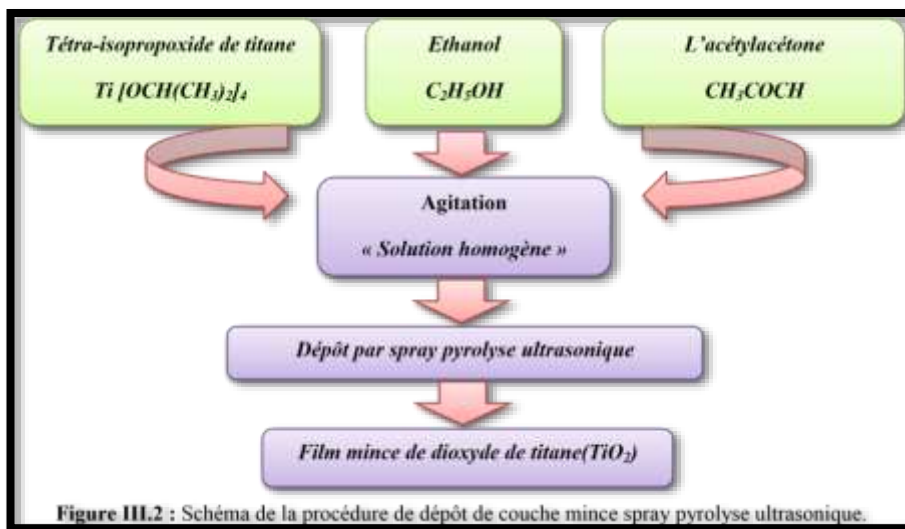 Tétra-isopropoxide de titane
Ti [OCH(CH₃)₂]₄
Ethanol
C₂H₅OH
L'acétylacétone
CH₃COCH
Agitation
« Solution homogène »
Dépôt par spray pyrolyse ultrasonique
Film mince de dioxyde de titane(TiO₂)
Figure III.2 : Schéma de la procédure de dépôt de couche mince spray pyrolyse ultrasonique.